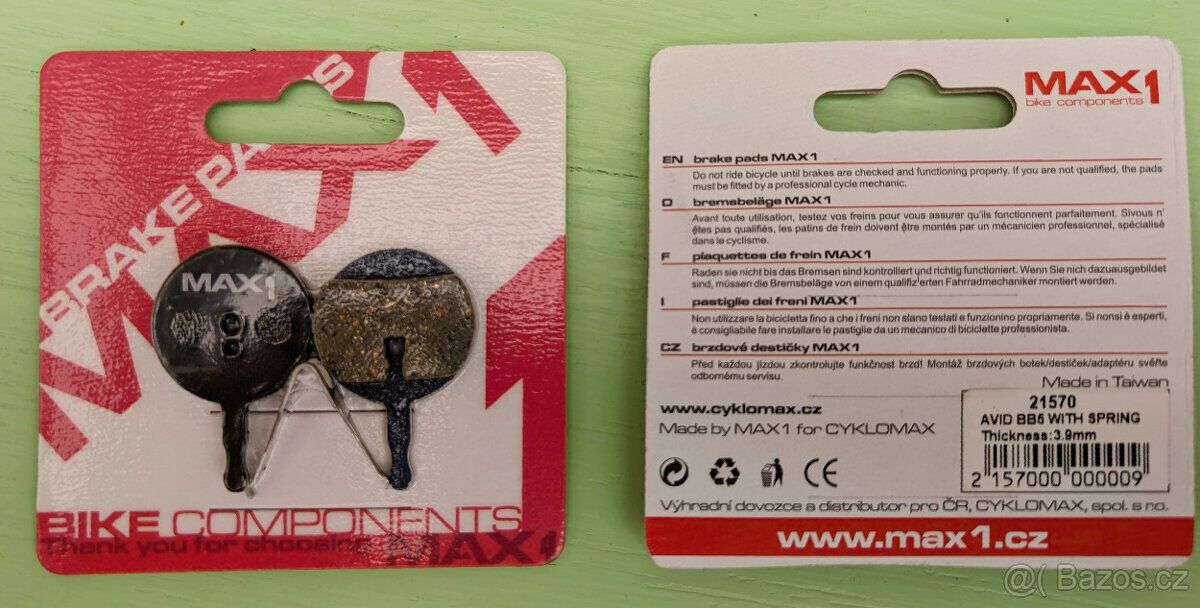 BRAKE PADS
MAX1
MAX1
BIKE COMPONENTS
Thank you for choosing MAX1
MAX1
bike components
EN brake pads MAX1
Do not ride bicycle until brakes are checked and functioning properly. If you are not qualified, the pads
must be fitted by a professional cycle mechanic.
D bremsbeläge MAX1
Avant toute utilisation, testez vos freins pour vous assurer qu'ils fonctionnent parfaitement. Sivous n'
êtes pas qualifiés, les patins de frein doivent être montés par un mécanicien professionnel, spécialisé
dans le cyclisme.
F plaquettes de frein MAX1
Raden sie nicht bis das Bremsen sind kontrolliert und richtig functioniert. Wenn Sie nich dazuausgebildet
sind, müssen die Bremsbeläge von einem qualifizierten Fahrradmechaniker montiert werden.
I pastiglie dei freni MAX1
Non utilizzare la bicicletta fino a che i freni non siano testati e funzionino propriamente. Si nonsi è esperti,
è consigliabile fare installare le pastiglie da un mecanico di biciclette professionista.
CZ brzdové destičky MAX1
Před každou jízdou zkontrolujte funkčnost brzd! Montáž brzdových botek/destiček/adaptéru svěřte
odbornému servisu.
Made in Taiwan
www.cyklomax.cz
Made by MAX1 for CYKLOMAX
21570
AVID BB5 WITH SPRING
Thickness:3.9mm
2 157000 000009
CE
Výhradní dovozce a distributor pro ČR, CYKLOMAX, spol. s r.o.
www.max1.cz
@( Bazos.cz